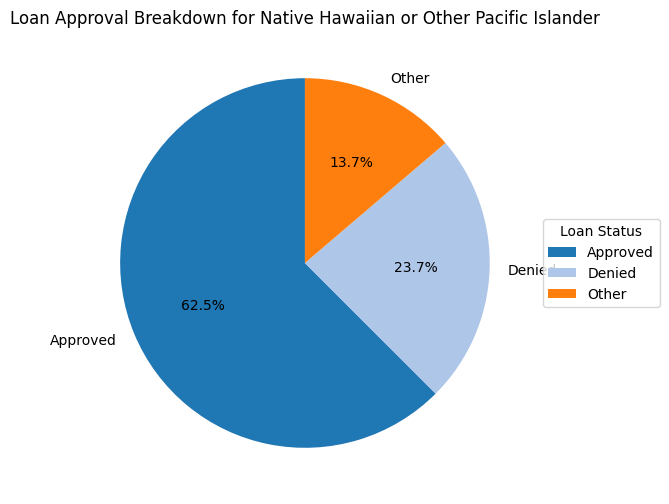 Loan Approval Breakdown for Native Hawaiian or Other Pacific Islander
Other
13.7%
Loan Status
Approved
Denied
Other
23.7%
Denied
62.5%
Approved